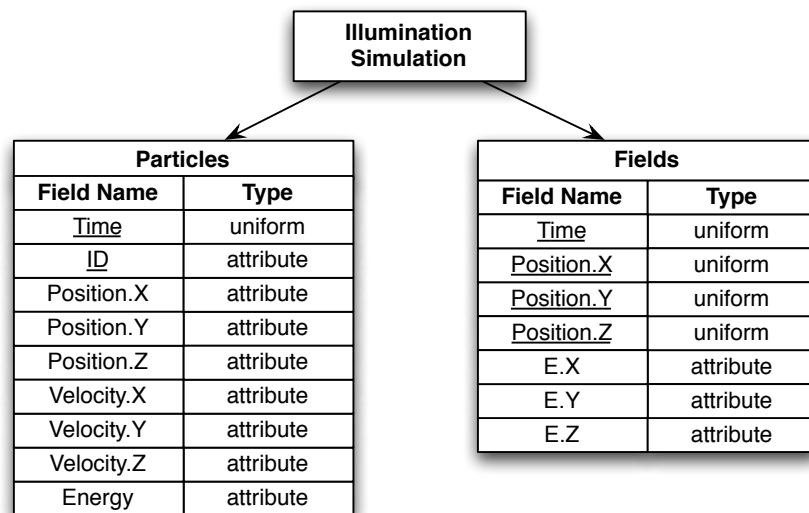 Illumination
Simulation
Particles
Field Name Type
Time uniform
ID attribute
Position.X attribute
Position.Y attribute
Position.Z attribute
Velocity.X attribute
Velocity.Y attribute
Velocity.Z attribute
Energy attribute
Fields
Field Name Type
Time uniform
Position.X uniform
Position.Y uniform
Position.Z uniform
E.X attribute
E.Y attribute
E.Z attribute